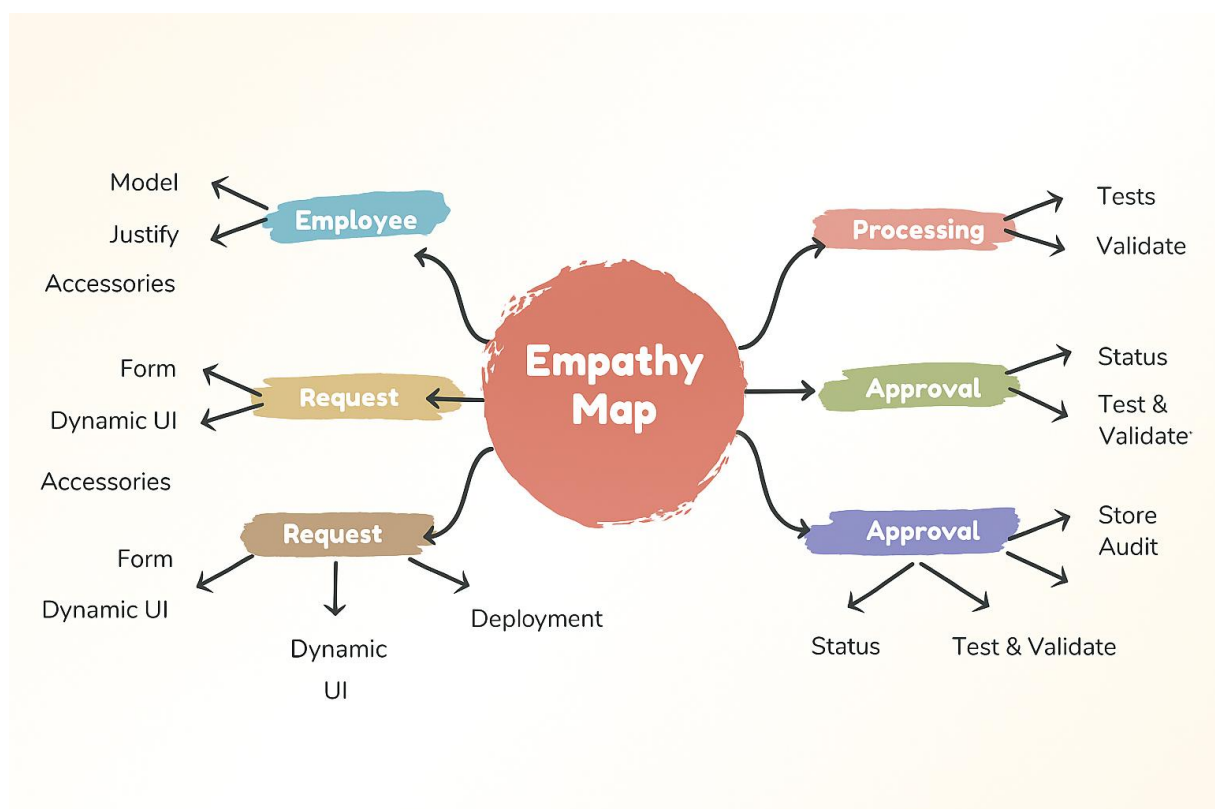 Empathy
Map
Employee
Model
Justify
Accessories
Request
Form
Dynamic UI
Accessories
Request
Form
Dynamic UI
Dynamic
UI
Deployment
Processing
Tests
Validate
Approval
Status
Test &
Validate
Approval
Store
Audit
Status
Test & Validate